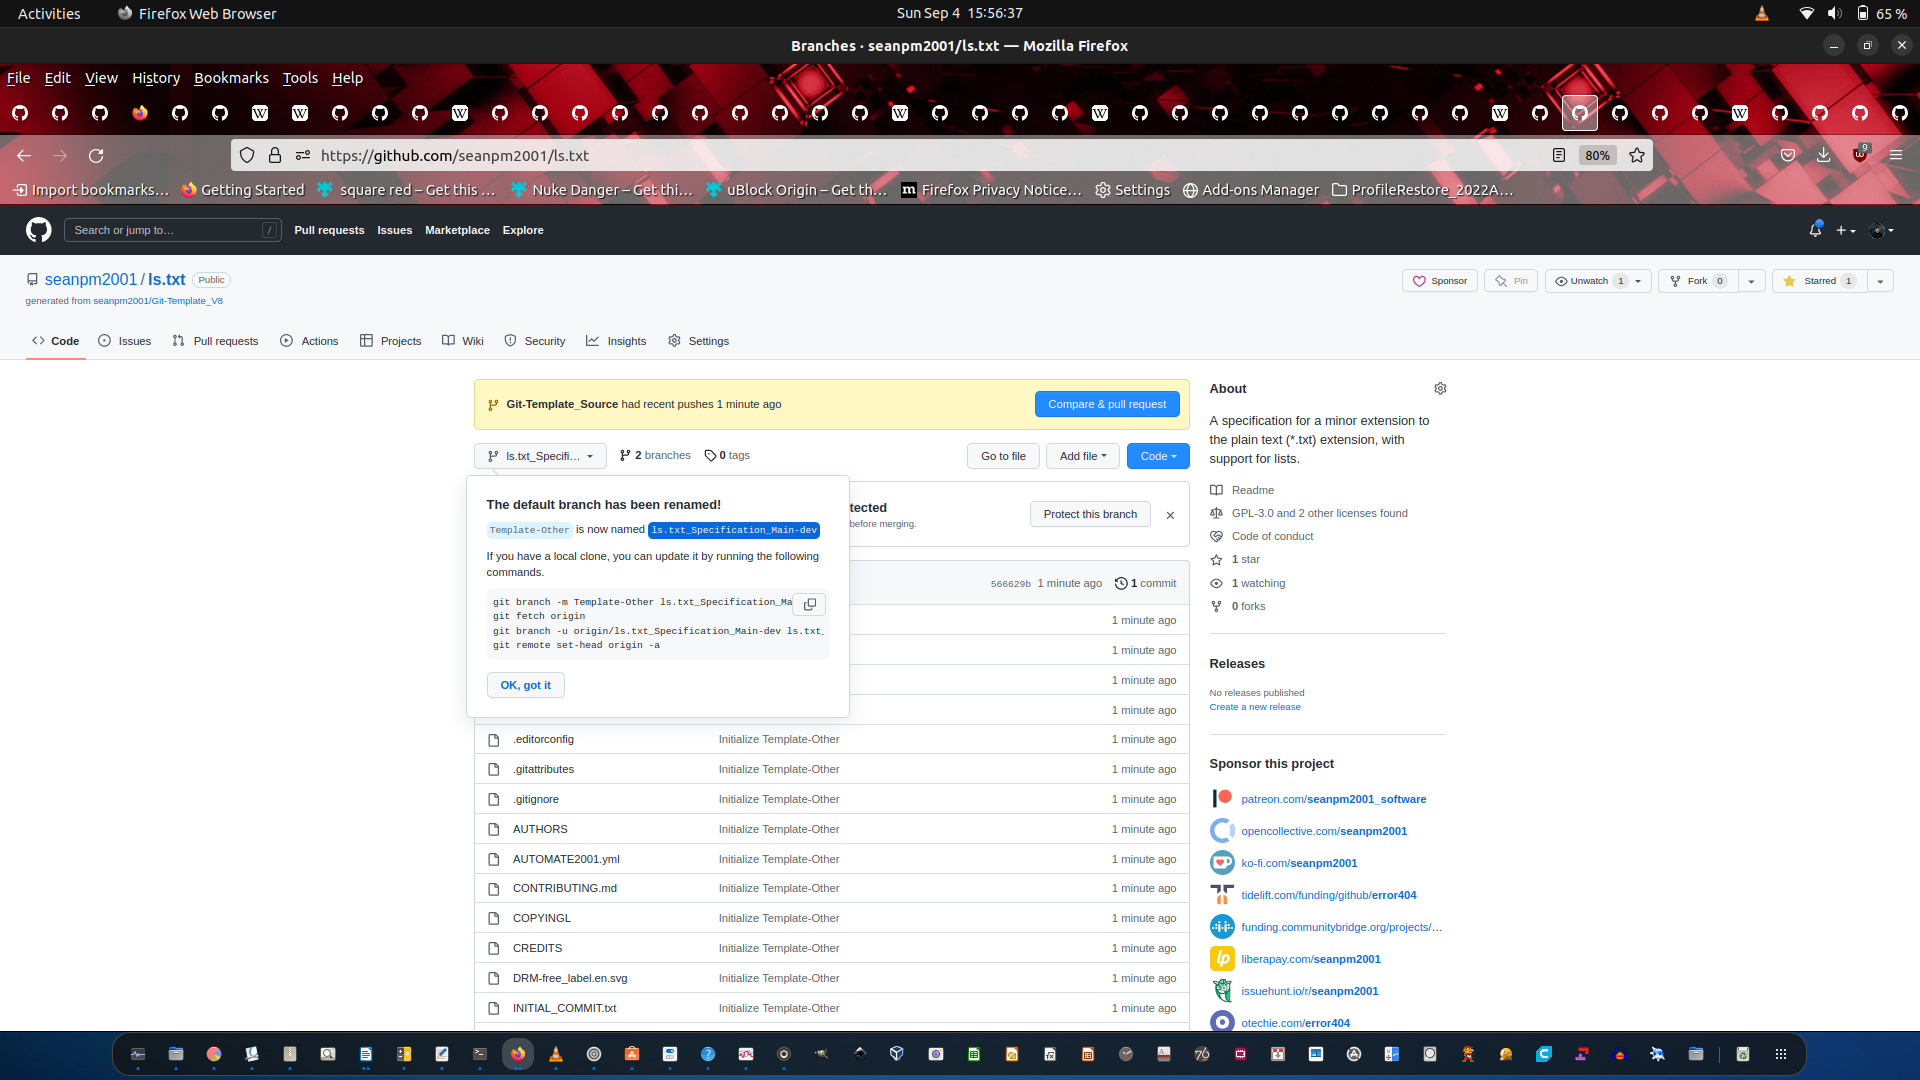 Activities
Firefox Web Browser
Sun Sep 4 15:56:37
65 %
Branches · seanpm2001/ls.txt — Mozilla Firefox
File Edit View History Bookmarks Tools Help
https://github.com/seanpm2001/ls.txt
80%
9
Import bookmarks…
Getting Started
square red – Get this …
Nuke Danger – Get thi…
uBlock Origin – Get th…
Firefox Privacy Notice…
Settings
Add-ons Manager
ProfileRestore_2022A…
Search or jump to…
/
Pull requests
Issues
Marketplace
Explore
seanpm2001 / ls.txt
Public
Sponsor
Pin
Unwatch 1
Fork 0
Starred 1
generated from seanpm2001/Git-Template_V8
Code
Issues
Pull requests
Actions
Projects
Wiki
Security
Insights
Settings
Git-Template_Source had recent pushes 1 minute ago
Compare & pull request
ls.txt_Specifi…
2 branches
0 tags
Go to file
Add file
Code
The default branch has been renamed!
Template-Other is now named ls.txt_Specification_Main-dev
If you have a local clone, you can update it by running the following
commands.
git branch -m Template-Other ls.txt_Specification_Ma
git fetch origin
git branch -u origin/ls.txt_Specification_Main-dev ls.txt_
git remote set-head origin -a
OK, got it
tected
before merging.
Protect this branch
566629b 1 minute ago
1 commit
1 minute ago
1 minute ago
1 minute ago
1 minute ago
.editorconfig Initialize Template-Other 1 minute ago
.gitattributes Initialize Template-Other 1 minute ago
.gitignore Initialize Template-Other 1 minute ago
AUTHORS Initialize Template-Other 1 minute ago
AUTOMATE2001.yml Initialize Template-Other 1 minute ago
CONTRIBUTING.md Initialize Template-Other 1 minute ago
COPYINGL Initialize Template-Other 1 minute ago
CREDITS Initialize Template-Other 1 minute ago
DRM-free_label.en.svg Initialize Template-Other 1 minute ago
INITIAL_COMMIT.txt Initialize Template-Other 1 minute ago
About
A specification for a minor extension to
the plain text (*.txt) extension, with
support for lists.
Readme
GPL-3.0 and 2 other licenses found
Code of conduct
1 star
1 watching
0 forks
Releases
No releases published
Create a new release
Sponsor this project
patreon.com/seanpm2001_software
opencollective.com/seanpm2001
ko-fi.com/seanpm2001
tidelift.com/funding/github/error404
funding.communitybridge.org/projects/…
liberapay.com/seanpm2001
issuehunt.io/r/seanpm2001
otechie.com/error404